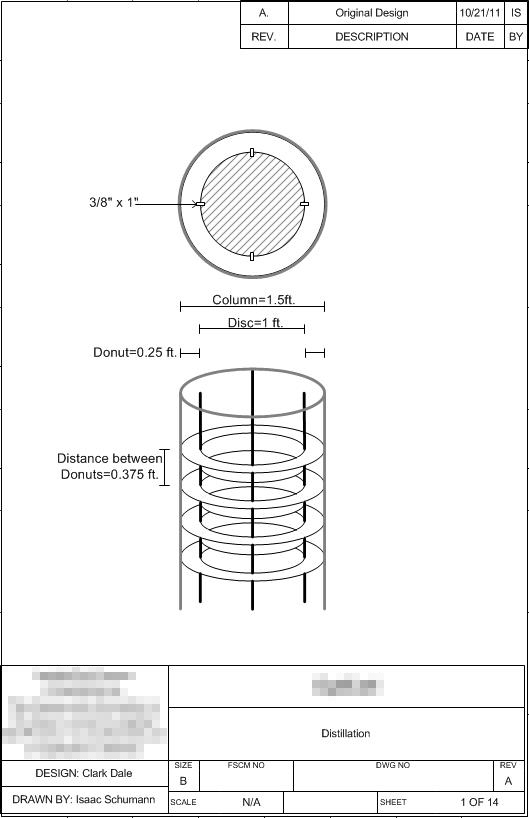 A. Original Design 10/21/11 IS
REV. DESCRIPTION DATE BY
3/8" x 1"
Column=1.5ft.
Disc=1 ft.
Donut=0.25 ft.
Distance between
Donuts=0.375 ft.
Distillation
DESIGN: Clark Dale
DRAWN BY: Isaac Schumann
SIZE FSCM NO DWG NO REV
B A
SCALE N/A SHEET 1 OF 14